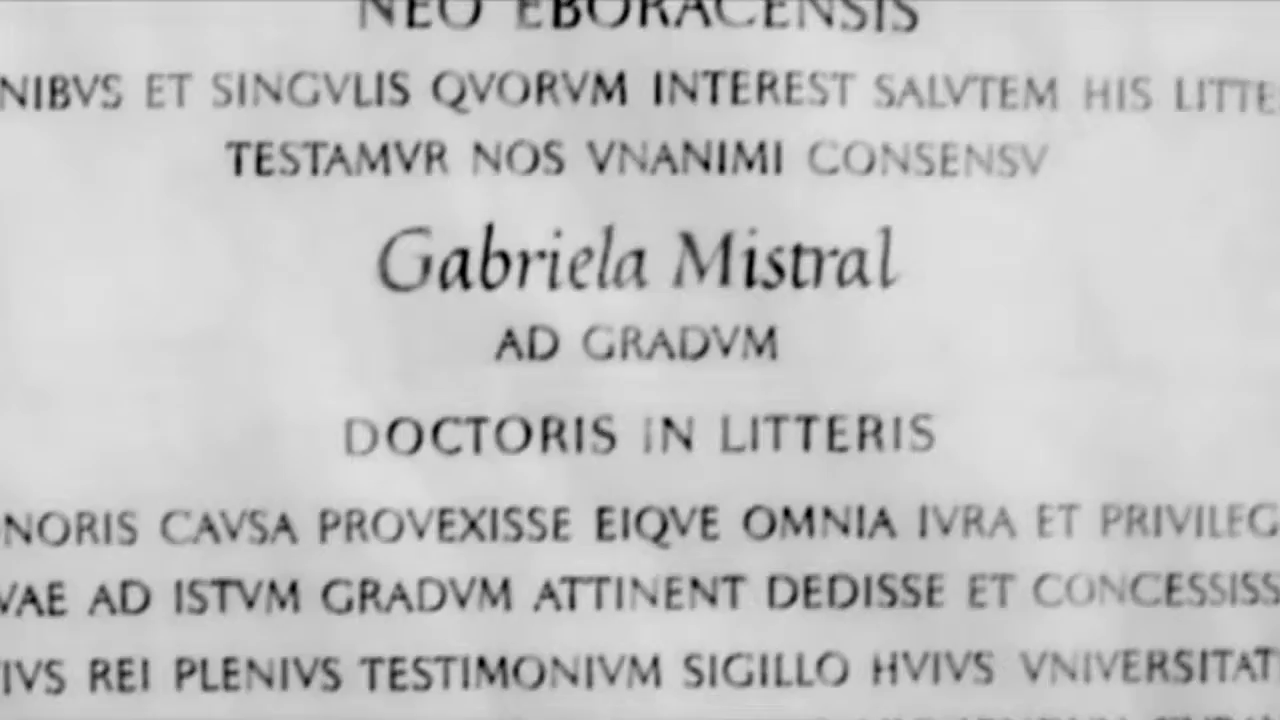 NEO EBORACENSIS
NIBVS ET SINGVLIS QVORVM INTEREST SALVTEM HIS LITTE
TESTAMVR NOS VNANIMI CONSENSV
Gabriela Mistral
AD GRADVM
DOCTORIS IN LITTERIS
NORIS CAVSA PROVEXISSE EIQVE OMNIA IVRA ET PRIVILEG
VAE AD ISTVM GRADVM ATTINENT DEDISSE ET CONCESSISS
IVS REI PLENIVS TESTIMONIVM SIGILLO HVIVS VNIVERSITAT